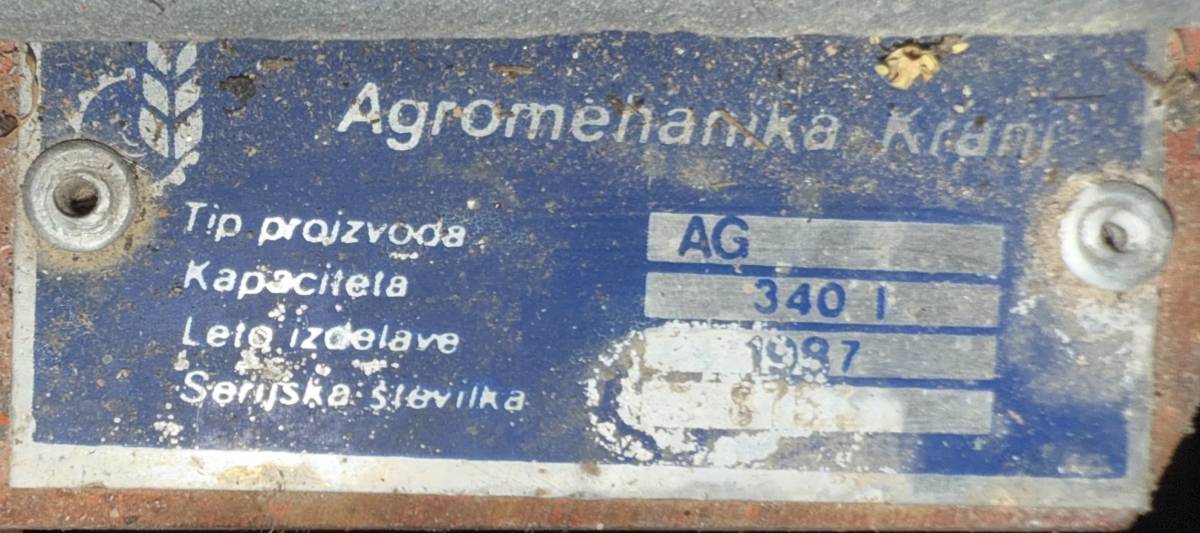 Agromehanika Kranj
Tip proizvoda AG
Kapaciteta 340 l
Leto izdelave 1987
Serijska številka